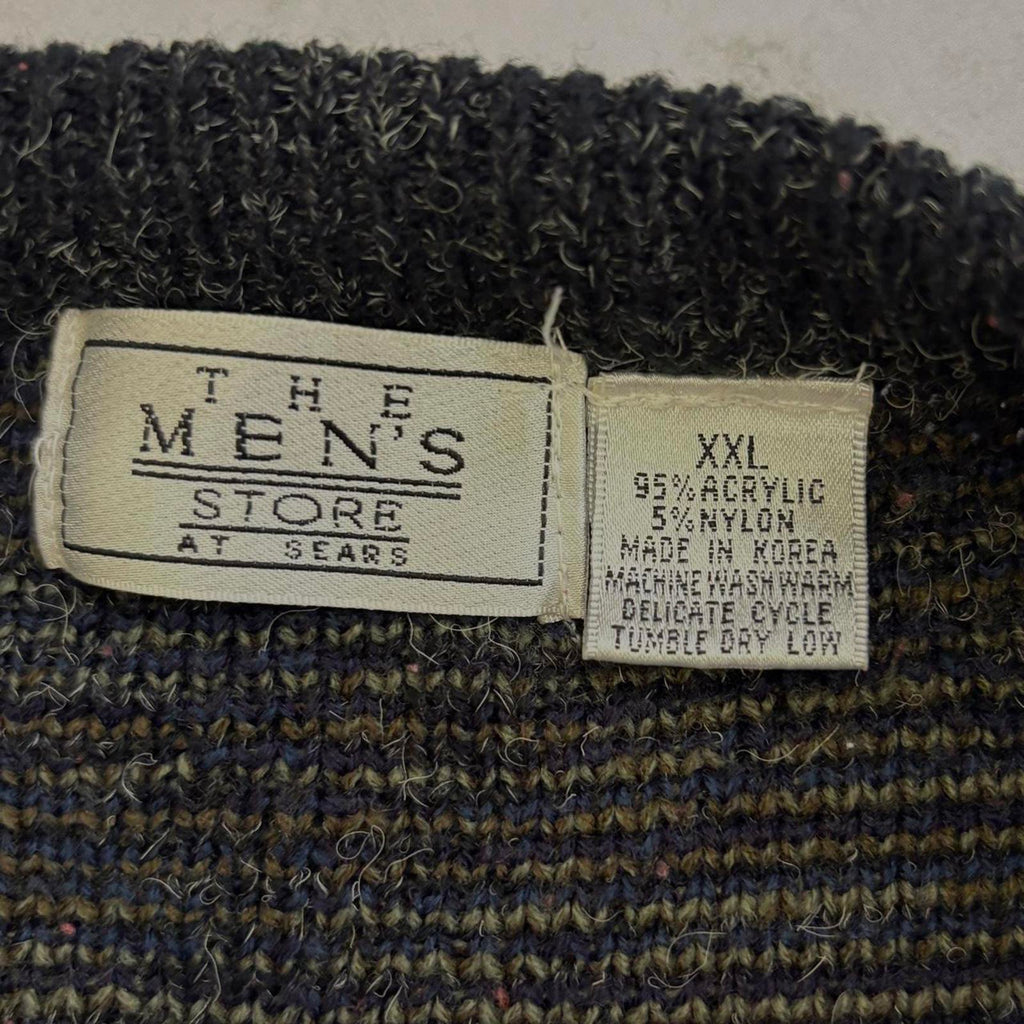 THE
MEN'S
STORE
AT SEARS
XXL
95% ACRYLIC
5% NYLON
MADE IN KOREA
MACHINE WASH WARM
DELICATE CYCLE
TUMBLE DRY LOW